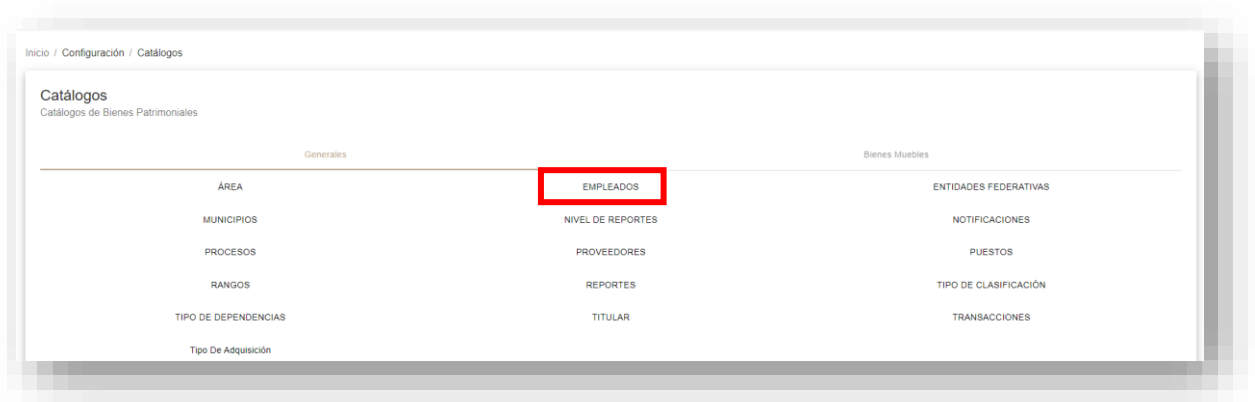 Inicio / Configuración / Catálogos
Catálogos
Catálogos de Bienes Patrimoniales
Generales Bienes Muebles
ÁREA EMPLEADOS ENTIDADES FEDERATIVAS
MUNICIPIOS NIVEL DE REPORTES NOTIFICACIONES
PROCESOS PROVEEDORES PUESTOS
RANGOS REPORTES TIPO DE CLASIFICACIÓN
TIPO DE DEPENDENCIAS TITULAR TRANSACCIONES
Tipo De Adquisición